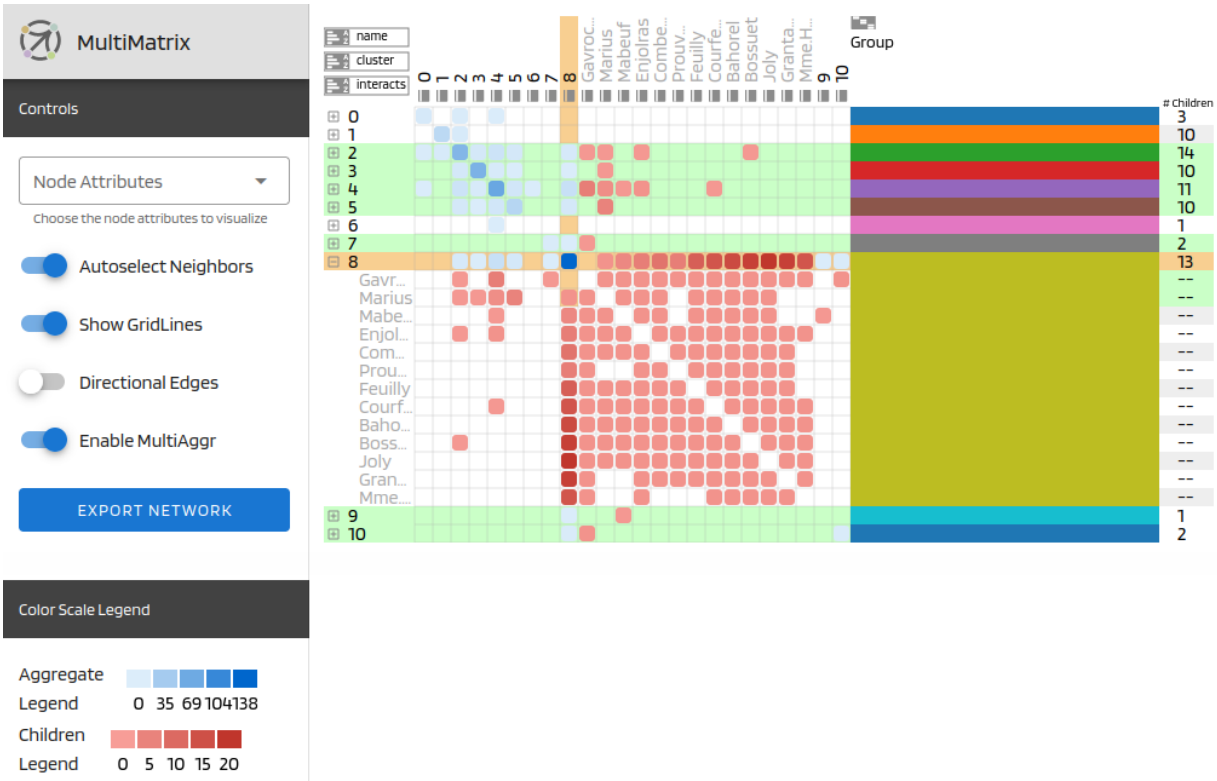 MultiMatrix
Controls
Node Attributes
Choose the node attributes to visualize
Autoselect Neighbors
Show GridLines
Directional Edges
Enable MultiAggr
EXPORT NETWORK
Color Scale Legend
Aggregate
Legend 0 35 69 104 138
Children
Legend 0 5 10 15 20
name
cluster
interacts
0 1 2 3 4 5 6 7 8 Gavroc... Marius Mabeuf Enjolras Combe... Prouv... Feuilly Courfe... Bahorel Bossuet Joly Granta... Mme.H... 9 10
Group
# Children
0 3
1 10
2 14
3 10
4 11
5 10
6 1
7 2
8 13
Gavr... --
Marius --
Mabe... --
Enjol... --
Com... --
Prou... --
Feuilly --
Courf... --
Baho... --
Boss... --
Joly --
Gran... --
Mme.... --
9 1
10 2